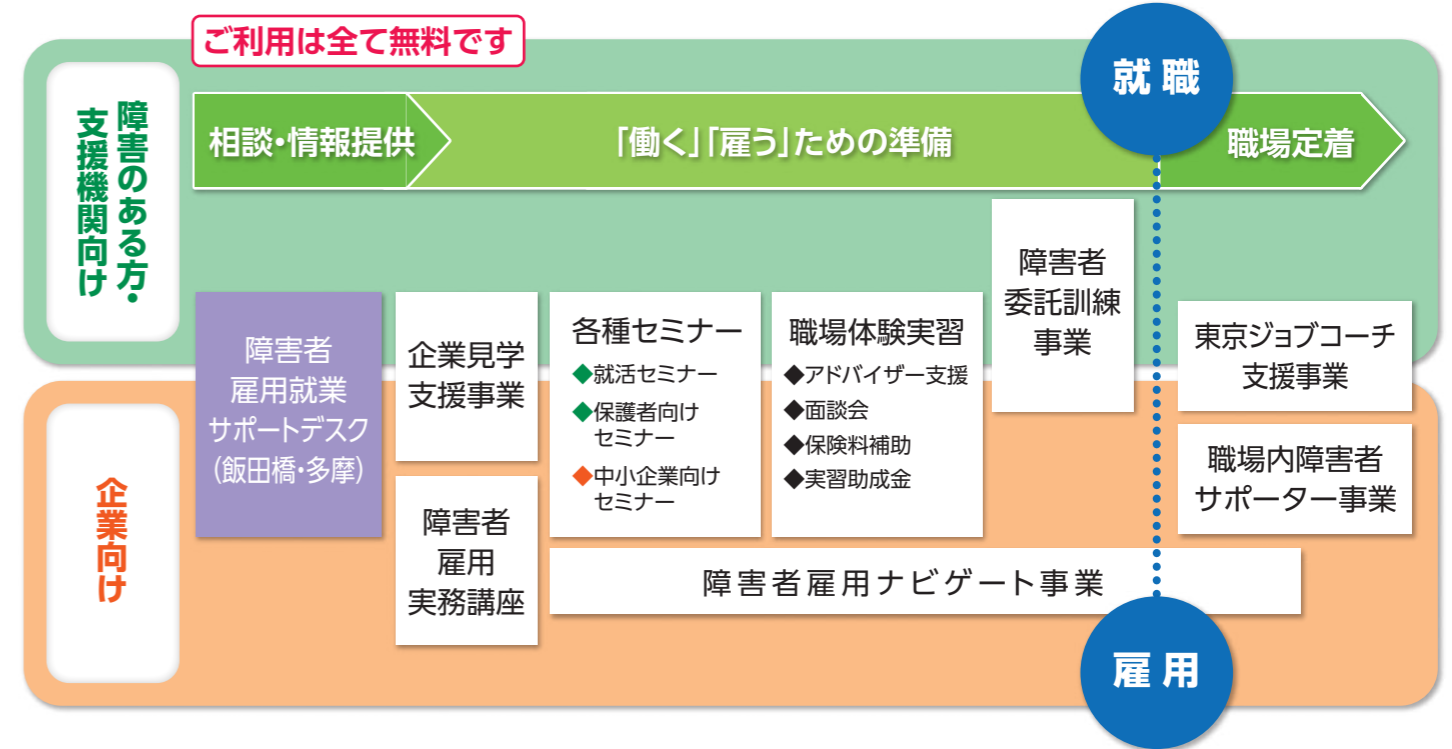 ご利用は全て無料です
障害のある方・
支援機関向け
相談・情報提供
「働く」「雇う」ための準備
就職
職場定着
障害者
雇用就業
サポートデスク
（飯田橋・多摩）
企業見学
支援事業
各種セミナー
◆就活セミナー
◆保護者向け
セミナー
◆中小企業向け
セミナー
職場体験実習
◆アドバイザー支援
◆面談会
◆保険料補助
◆実習助成金
障害者
委託訓練
事業
東京ジョブコーチ
支援事業
企業向け
障害者
雇用
実務講座
職場内障害者
サポーター事業
障害者雇用ナビゲート事業
雇用